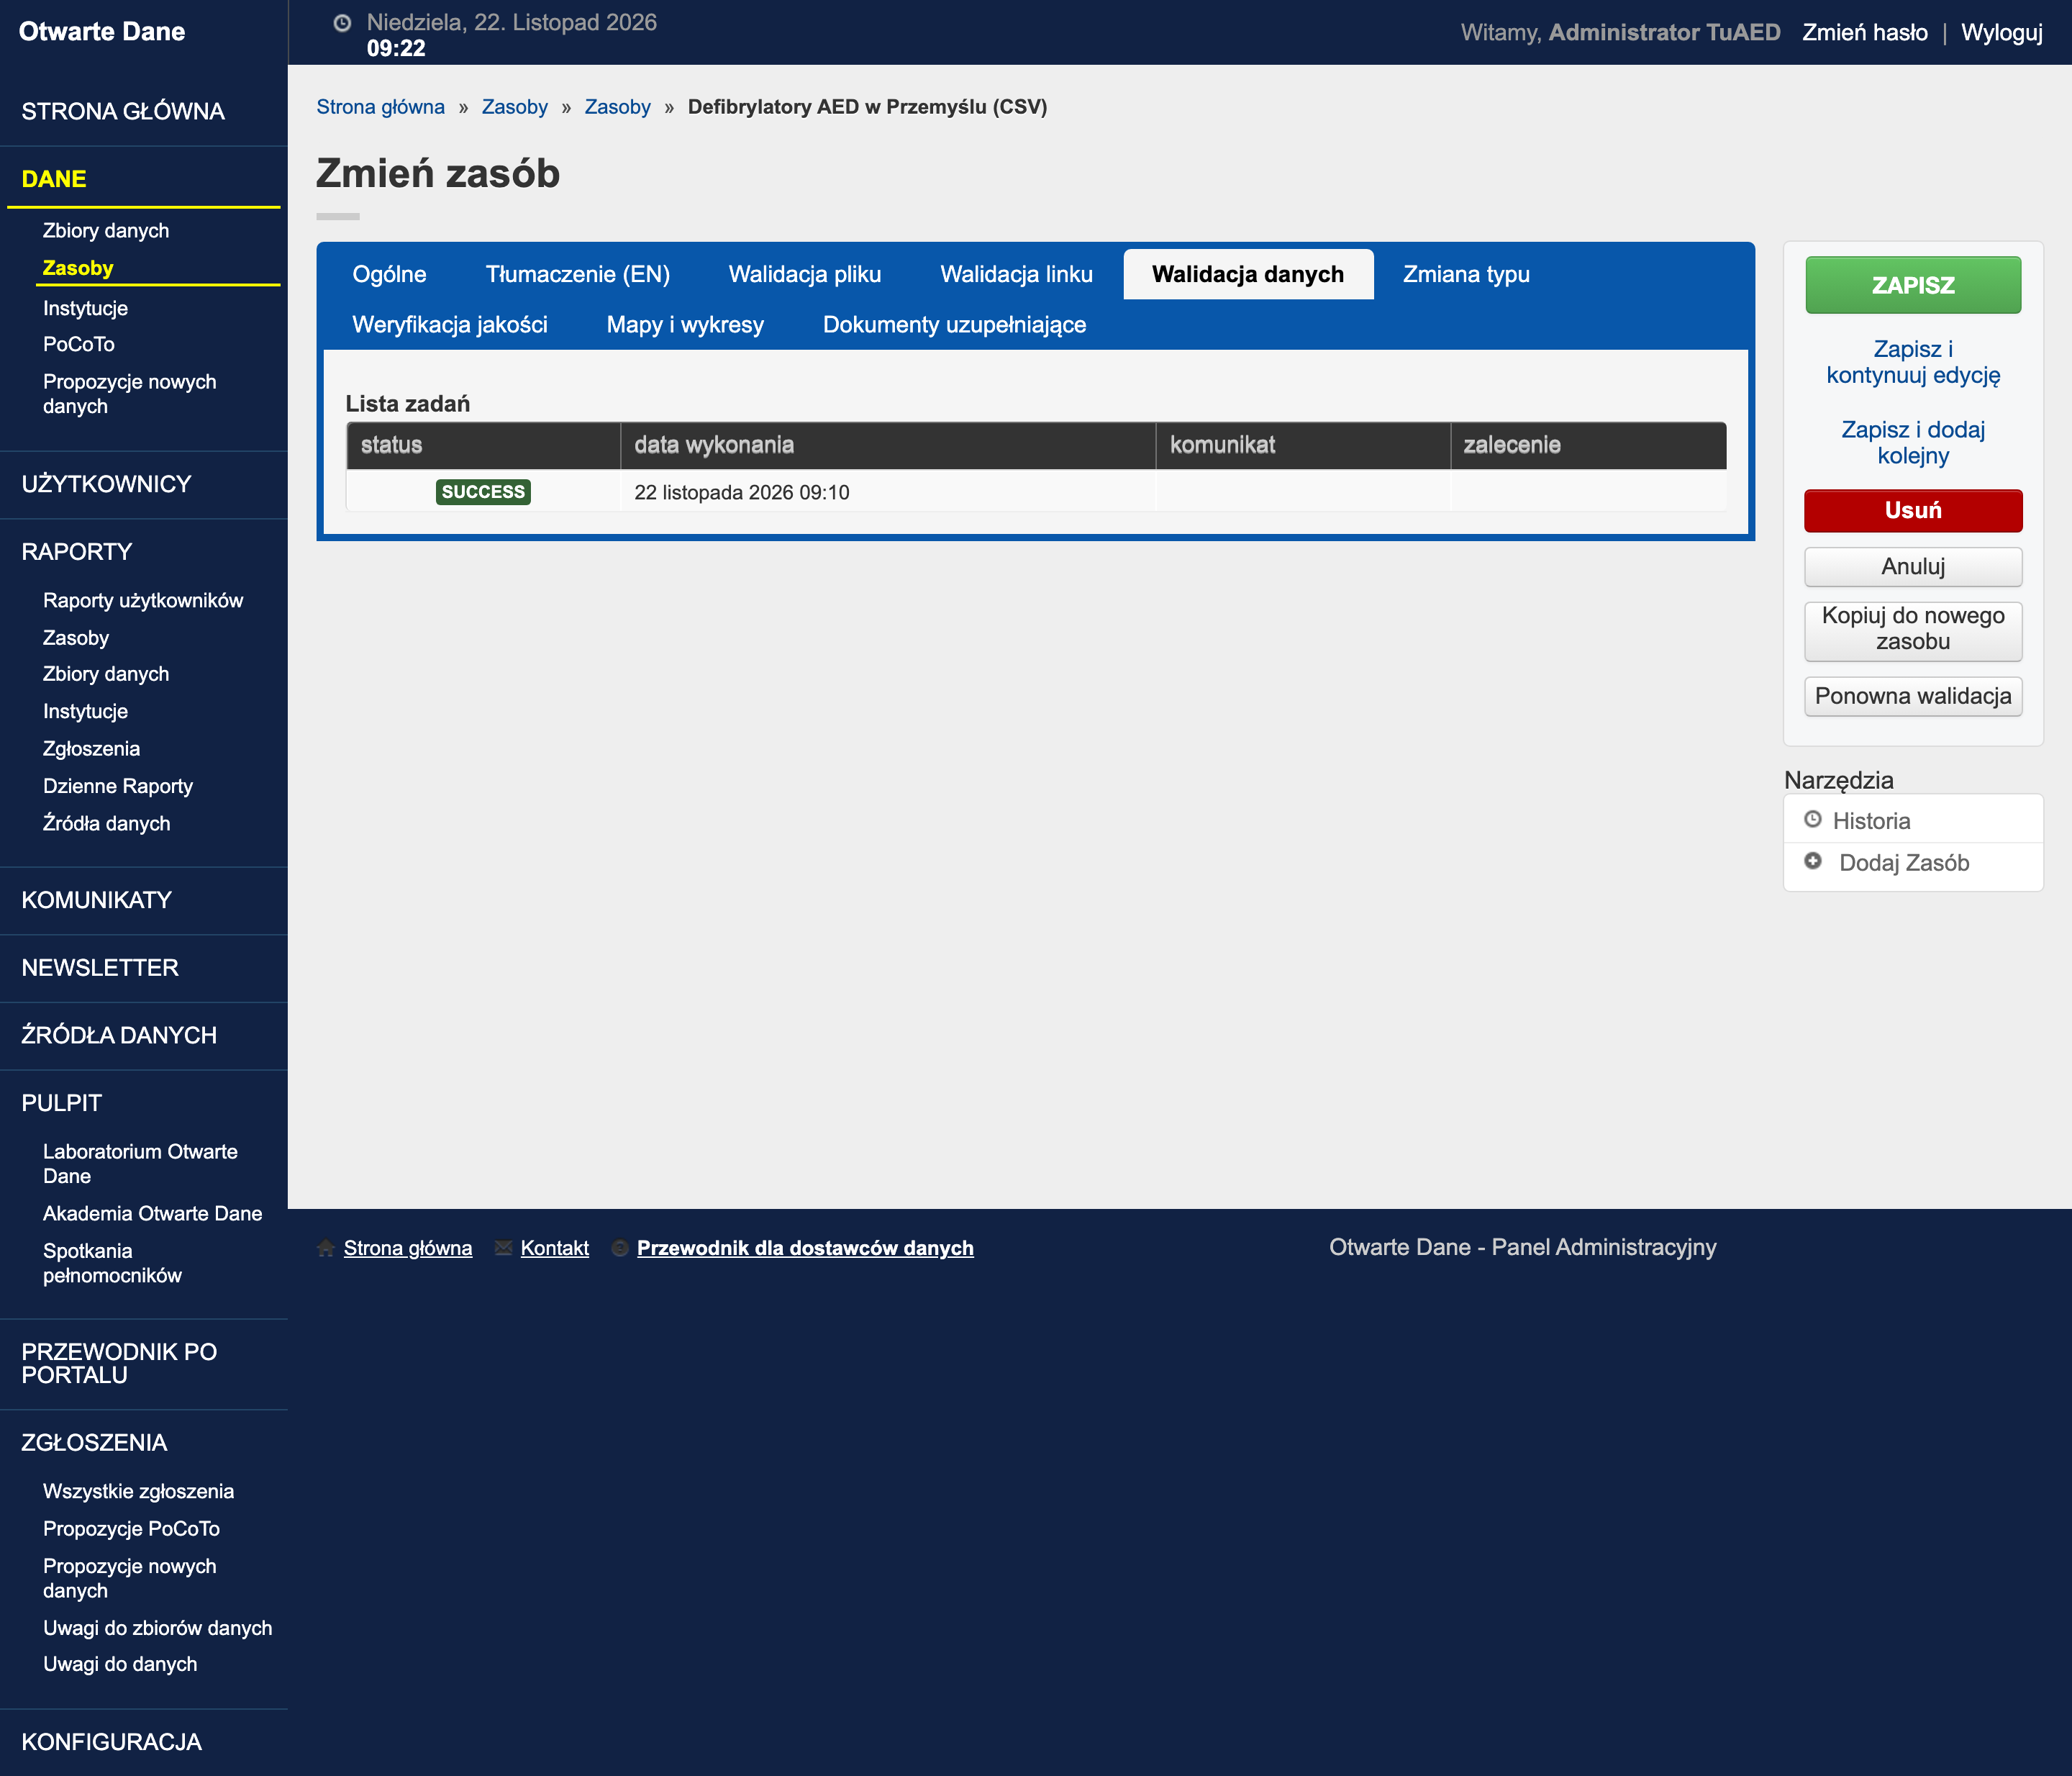 Otwarte Dane
Niedziela, 22. Listopad 2026
09:22
Witamy, Administrator TuAED Zmień hasło | Wyloguj
STRONA GŁÓWNA
DANE
Zbiory danych
Zasoby
Instytucje
PoCoTo
Propozycje nowych
danych
UŻYTKOWNICY
RAPORTY
Raporty użytkowników
Zasoby
Zbiory danych
Instytucje
Zgłoszenia
Dzienne Raporty
Źródła danych
KOMUNIKATY
NEWSLETTER
ŹRÓDŁA DANYCH
PULPIT
Laboratorium Otwarte
Dane
Akademia Otwarte Dane
Spotkania
pełnomocników
PRZEWODNIK PO
PORTALU
ZGŁOSZENIA
Wszystkie zgłoszenia
Propozycje PoCoTo
Propozycje nowych
danych
Uwagi do zbiorów danych
Uwagi do danych
KONFIGURACJA
Strona główna » Zasoby » Zasoby » Defibrylatory AED w Przemyślu (CSV)
Zmień zasób
Ogólne Tłumaczenie (EN) Walidacja pliku Walidacja linku Walidacja danych Zmiana typu
Weryfikacja jakości Mapy i wykresy Dokumenty uzupełniające
Lista zadań
status data wykonania komunikat zalecenie
SUCCESS 22 listopada 2026 09:10
ZAPISZ
Zapisz i
kontynuuj edycję
Zapisz i dodaj
kolejny
Usuń
Anuluj
Kopiuj do nowego
zasobu
Ponowna walidacja
Narzędzia
Historia
Dodaj Zasób
Strona główna Kontakt Przewodnik dla dostawców danych
Otwarte Dane - Panel Administracyjny